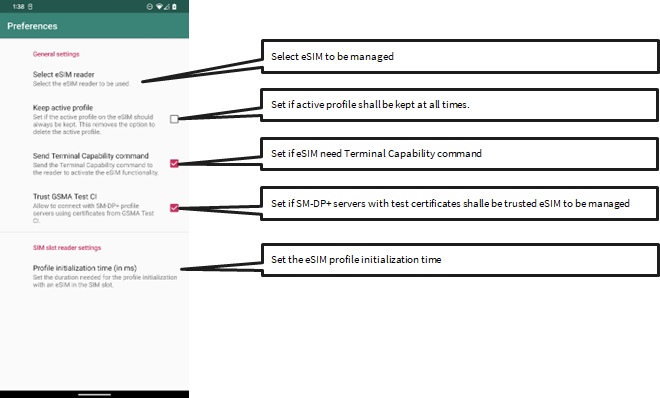 1:38
Preferences
General settings
Select eSIM reader
Select the eSIM reader to be used
Keep active profile
Set if the active profile on the eSIM should
always be kept. This removes the option to
delete the active profile.
Send Terminal Capability command
Send the Terminal Capability command to
the reader to activate the eSIM functionality.
Trust GSMA Test CI
Allow to connect with SM-DP+ profile
servers using certificates from GSMA Test
CI.
SIM slot reader settings
Profile initialization time (in ms)
Set the duration needed for the profile initialization
with an eSIM in the SIM slot.
Select eSIM to be managed
Set if active profile shall be kept at all times.
Set if eSIM need Terminal Capability command
Set if SM-DP+ servers with test certificates shalle be trusted eSIM to be managed
Set the eSIM profile initialization time